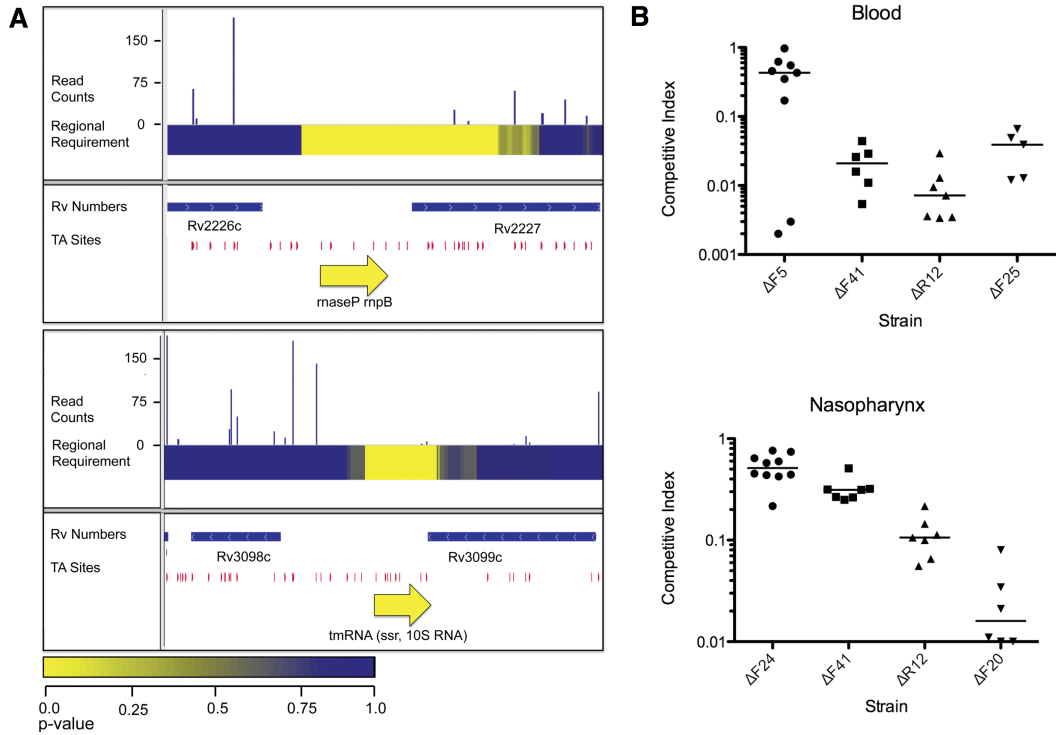 A
150
75
0
Read
Counts
Regional
Requirement
Rv Numbers
TA Sites
Rv2226c
Rv2227
rnaseP rnpB
150
75
0
Read
Counts
Regional
Requirement
Rv Numbers
TA Sites
Rv3098c
Rv3099c
tmRNA (ssr, 10S RNA)
0.0
0.25
0.5
0.75
1.0
p-value
B
Blood
Competitive Index
1
0.1
0.01
0.001
ΔF5
ΔF41
ΔR12
ΔF25
Strain
Nasopharynx
Competitive Index
1
0.1
0.01
ΔF24
ΔF41
ΔR12
ΔF20
Strain